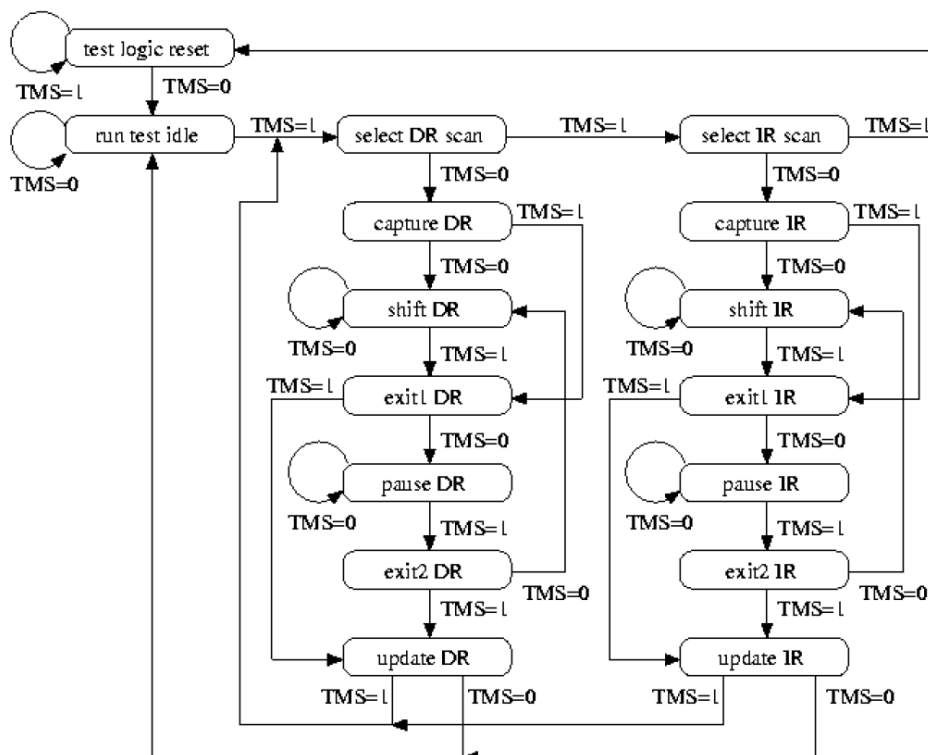 test logic reset
TMS=1
TMS=0
run test idle
TMS=0
TMS=1
select DR scan
TMS=1
select IR scan
TMS=1
TMS=0
TMS=0
capture DR
TMS=1
capture IR
TMS=1
TMS=0
TMS=0
shift DR
shift IR
TMS=0
TMS=1
TMS=0
TMS=1
TMS=1
exit1 DR
TMS=1
exit1 IR
TMS=0
TMS=0
pause DR
pause IR
TMS=0
TMS=1
TMS=0
TMS=1
exit2 DR
TMS=0
exit2 IR
TMS=0
TMS=1
TMS=1
update DR
update IR
TMS=1
TMS=0
TMS=1
TMS=0